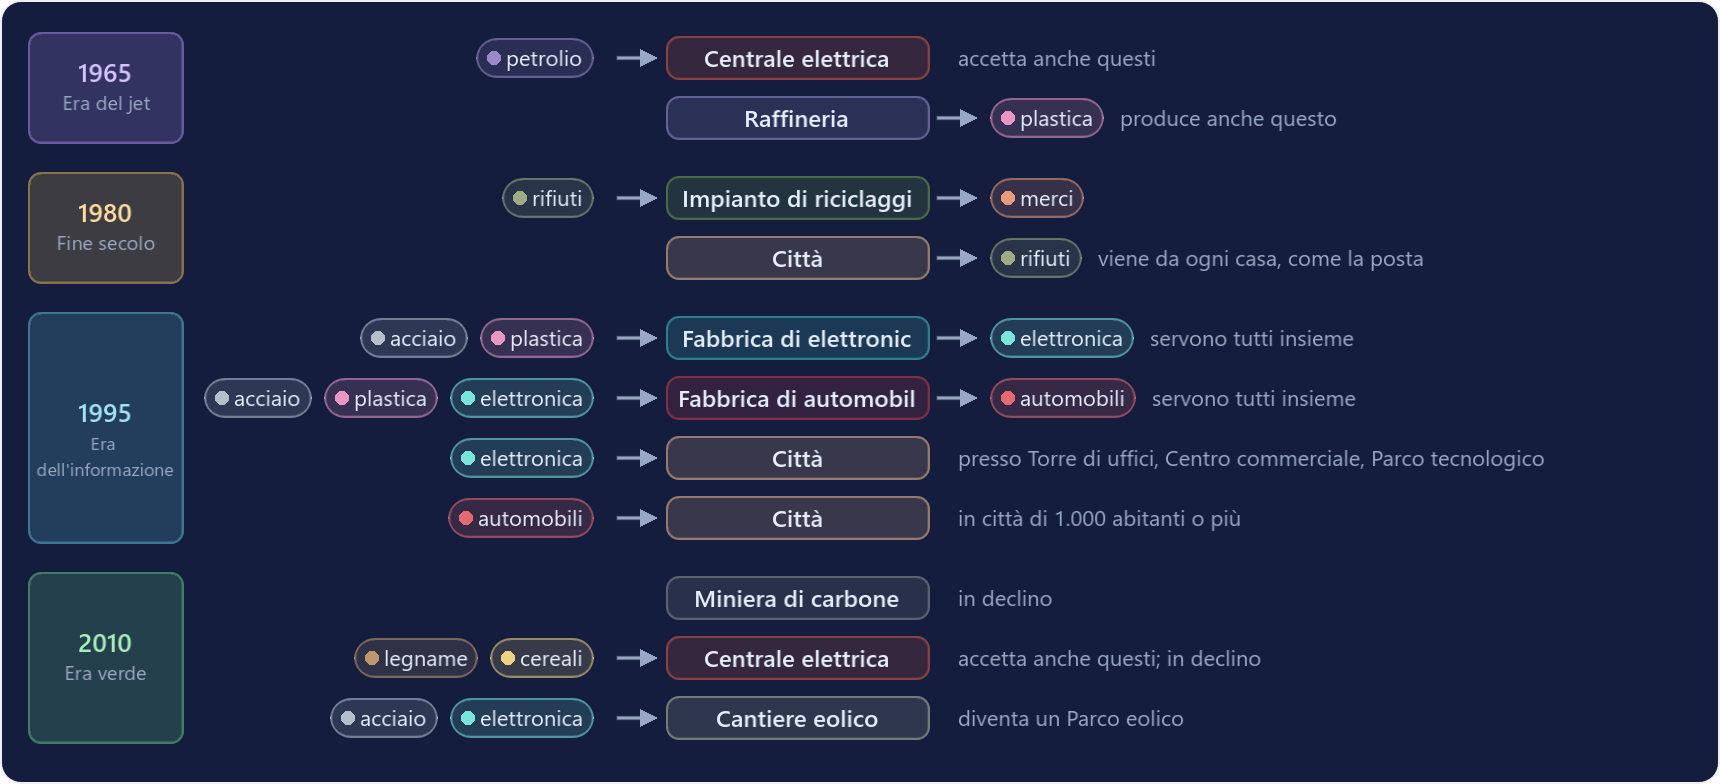 1965
Era del jet
petrolio
Centrale elettrica
accetta anche questi
Raffineria
plastica
produce anche questo
1980
Fine secolo
rifiuti
Impianto di riciclaggi
merci
Città
rifiuti
viene da ogni casa, come la posta
1995
Era
dell'informazione
acciaio
plastica
Fabbrica di elettronic
elettronica
servono tutti insieme
acciaio
plastica
elettronica
Fabbrica di automobil
automobili
servono tutti insieme
elettronica
Città
presso Torre di uffici, Centro commerciale, Parco tecnologico
automobili
Città
in città di 1.000 abitanti o più
2010
Era verde
Miniera di carbone
in declino
legname
cereali
Centrale elettrica
accetta anche questi; in declino
acciaio
elettronica
Cantiere eolico
diventa un Parco eolico